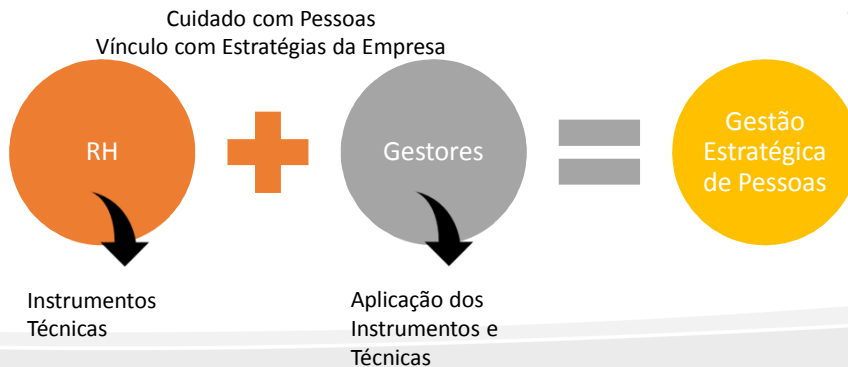 Cuidado com Pessoas
Vínculo com Estratégias da Empresa
RH
Gestores
Gestão
Estratégica
de Pessoas
Instrumentos
Técnicas
Aplicação dos
Instrumentos e
Técnicas